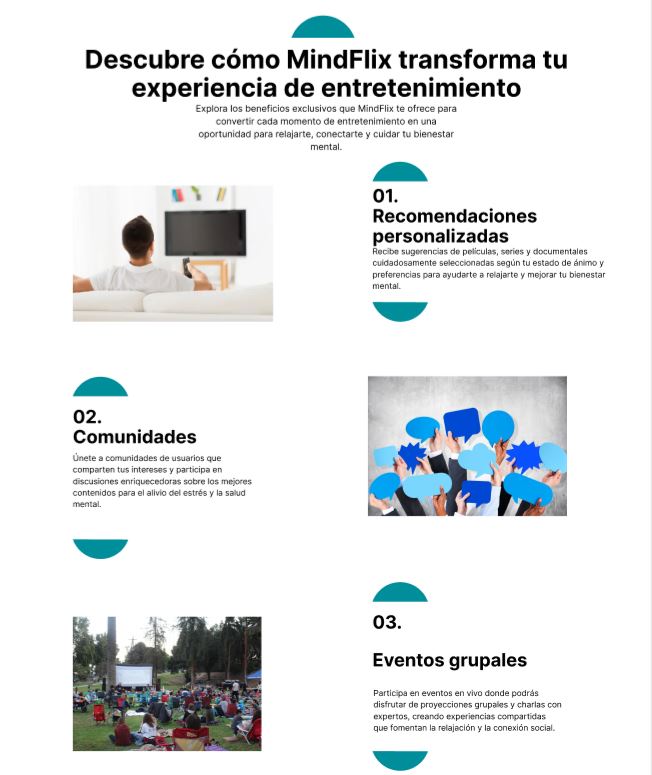 Descubre cómo MindFlix transforma tu
experiencia de entretenimiento
Explora los beneficios exclusivos que MindFlix te ofrece para
convertir cada momento de entretenimiento en una
oportunidad para relajarte, conectarte y cuidar tu bienestar
mental.
01.
Recomendaciones
personalizadas
Recibe sugerencias de películas, series y documentales
cuidadosamente seleccionadas según tu estado de ánimo y
preferencias para ayudarte a relajarte y mejorar tu bienestar
mental.
02.
Comunidades
Únete a comunidades de usuarios que
comparten tus intereses y participa en
discusiones enriquecedoras sobre los mejores
contenidos para el alivio del estrés y la salud
mental.
03.
Eventos grupales
Participa en eventos en vivo donde podrás
disfrutar de proyecciones grupales y charlas con
expertos, creando experiencias compartidas
que fomentan la relajación y la conexión social.